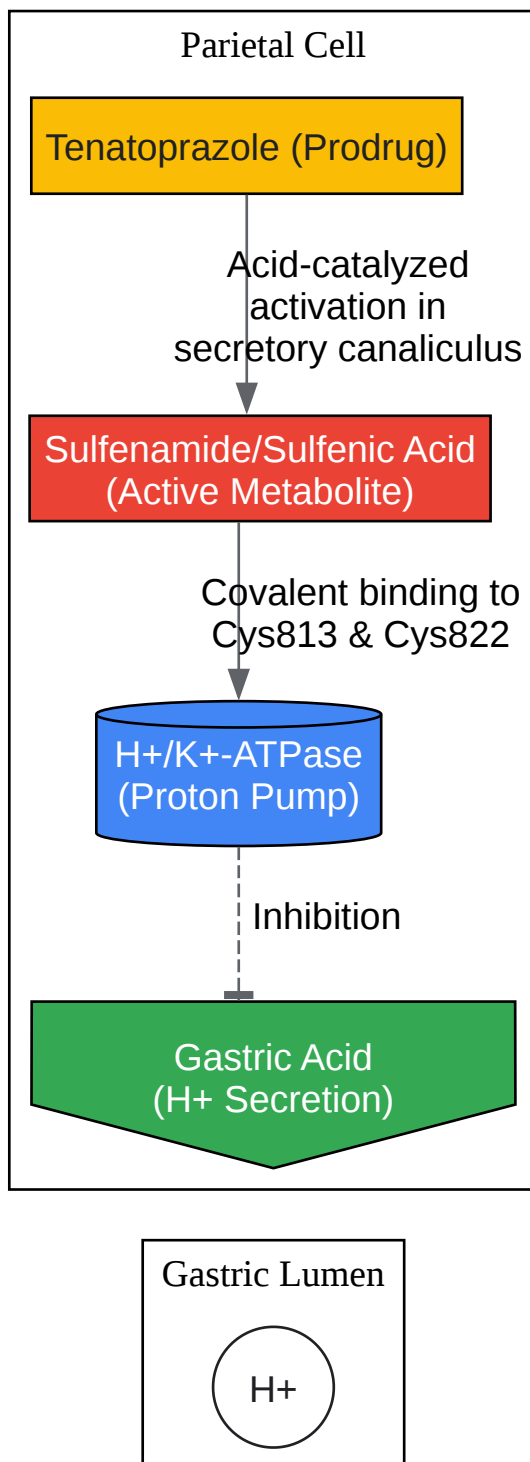 Parietal Cell
Tenatoprazole (Prodrug)
Acid-catalyzed
activation in
secretory canaliculus
Sulfenamide/Sulfenic Acid
(Active Metabolite)
Covalent binding to
Cys813 & Cys822
H+/K+-ATPase
(Proton Pump)
Inhibition
Gastric Acid
(H+ Secretion)
Gastric Lumen
H+